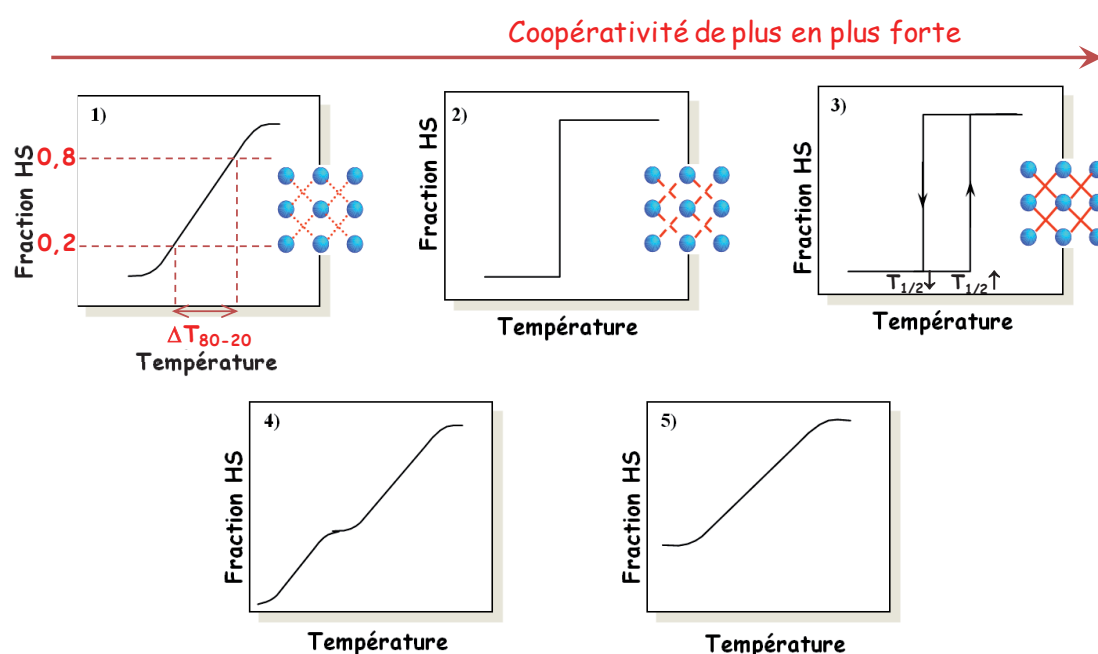 Coopérativité de plus en plus forte
1)
Fraction HS
0,8
0,2
ΔT80-20
Température
2)
Fraction HS
Température
3)
Fraction HS
T1/2↓ T1/2↑
Température
4)
Fraction HS
Température
5)
Fraction HS
Température